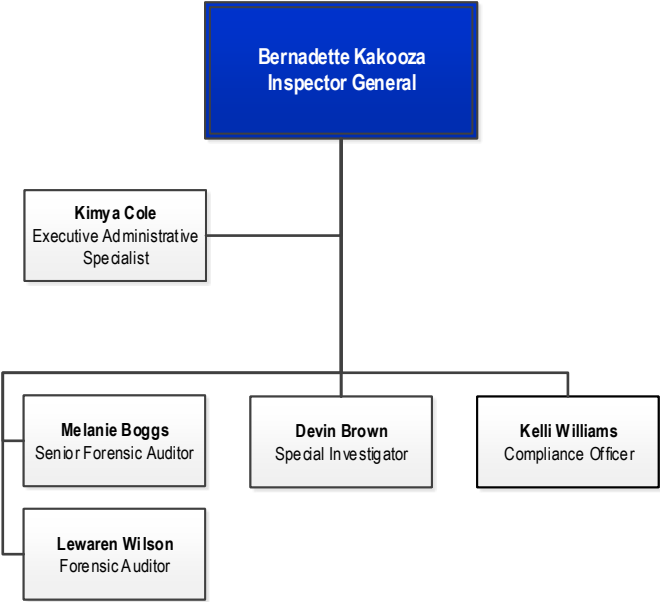 Bernadette Kakooza
Inspector General
Kimya Cole
Executive Administrative
Specialist
Melanie Boggs
Senior Forensic Auditor
Devin Brown
Special Investigator
Kelli Williams
Compliance Officer
Lewaren Wilson
Forensic Auditor